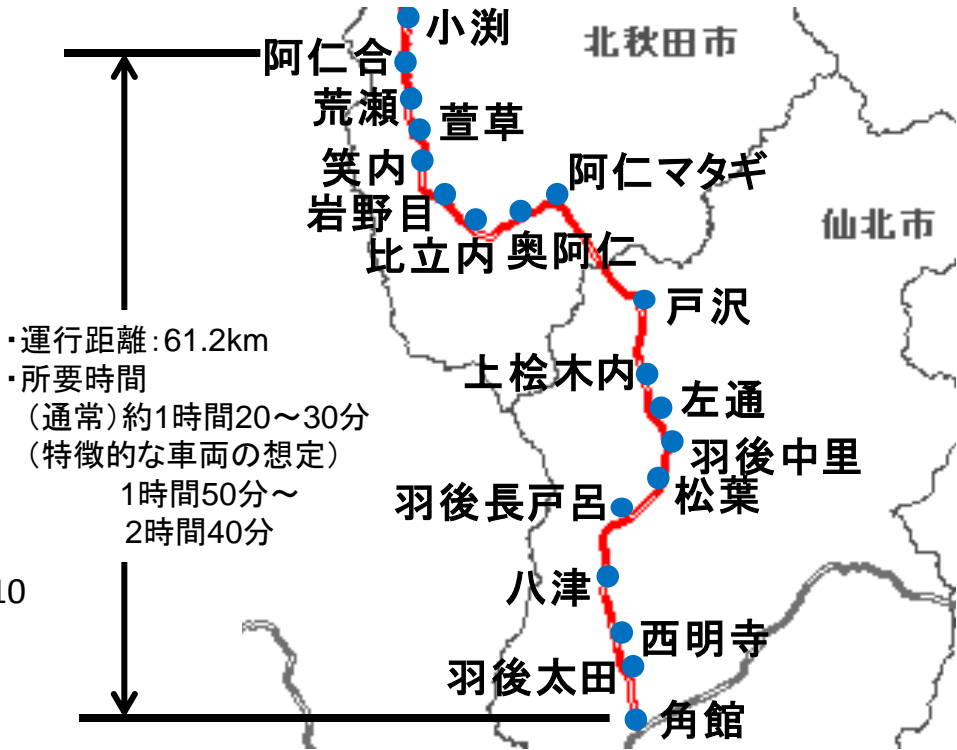 小渕
北秋田市
阿仁合
荒瀬
萱草
笑内
阿仁マタギ
岩野目
仙北市
比立内
奥阿仁
戸沢
・運行距離：61.2km
・所要時間
（通常）約1時間20～30分
（特徴的な車両の想定）
1時間50分～
2時間40分
上桧木内
左通
羽後中里
松葉
羽後長戸呂
八津
10
西明寺
羽後太田
角館